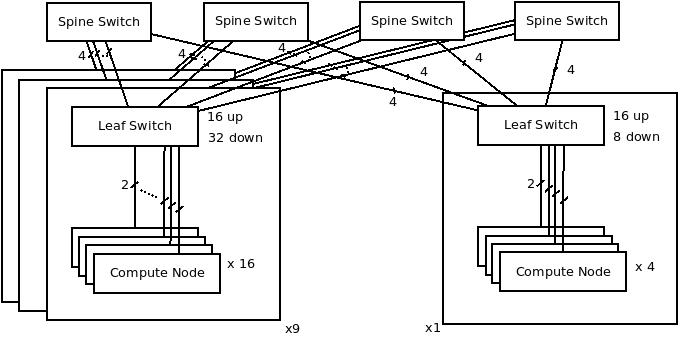 Spine Switch
Spine Switch
Spine Switch
Spine Switch
4
4
4
4
4
4
4
Leaf Switch
16 up
32 down
Leaf Switch
16 up
8 down
2
2
Compute Node
x 16
Compute Node
x 4
x9
x1